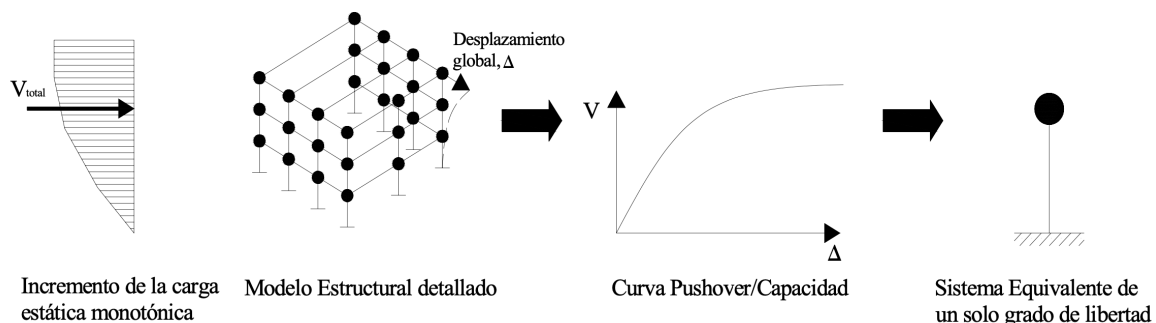 V total
Desplazamiento
global, Δ
V
Δ
Incremento de la carga
estática monotónica
Modelo Estructural detallado
Curva Pushover/Capacidad
Sistema Equivalente de
un solo grado de libertad